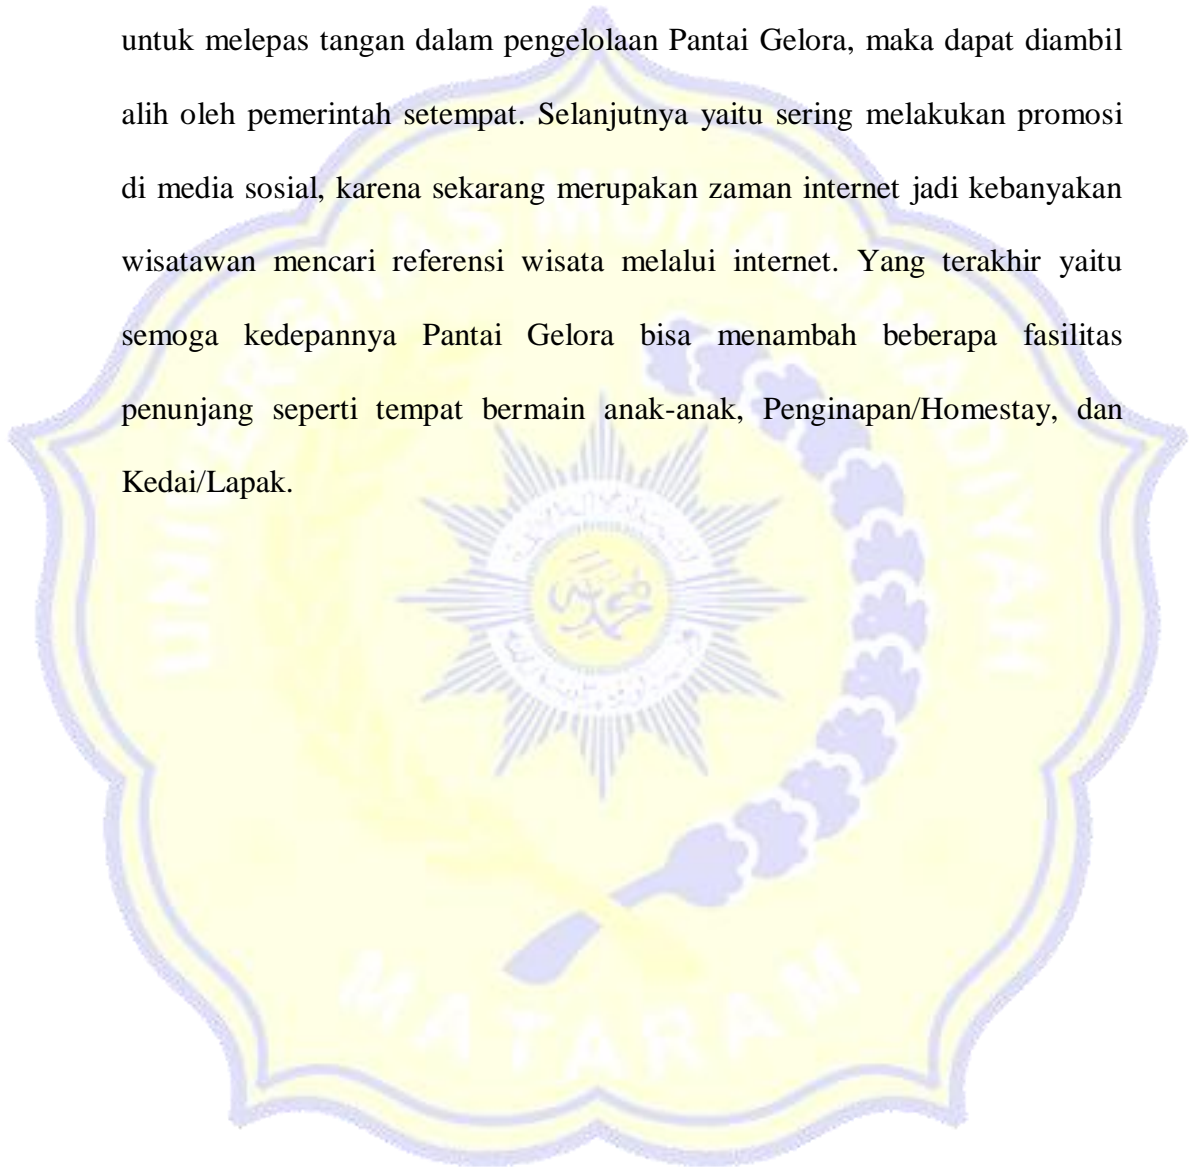 untuk melepas tangan dalam pengelolaan Pantai Gelora, maka dapat diambil
alih oleh pemerintah setempat. Selanjutnya yaitu sering melakukan promosi
di media sosial, karena sekarang merupakan zaman internet jadi kebanyakan
wisatawan mencari referensi wisata melalui internet. Yang terakhir yaitu
semoga kedepannya Pantai Gelora bisa menambah beberapa fasilitas
penunjang seperti tempat bermain anak-anak, Penginapan/Homestay, dan
Kedai/Lapak.
UNIVERSITAS MUHAMMADIYAH
MATARAM